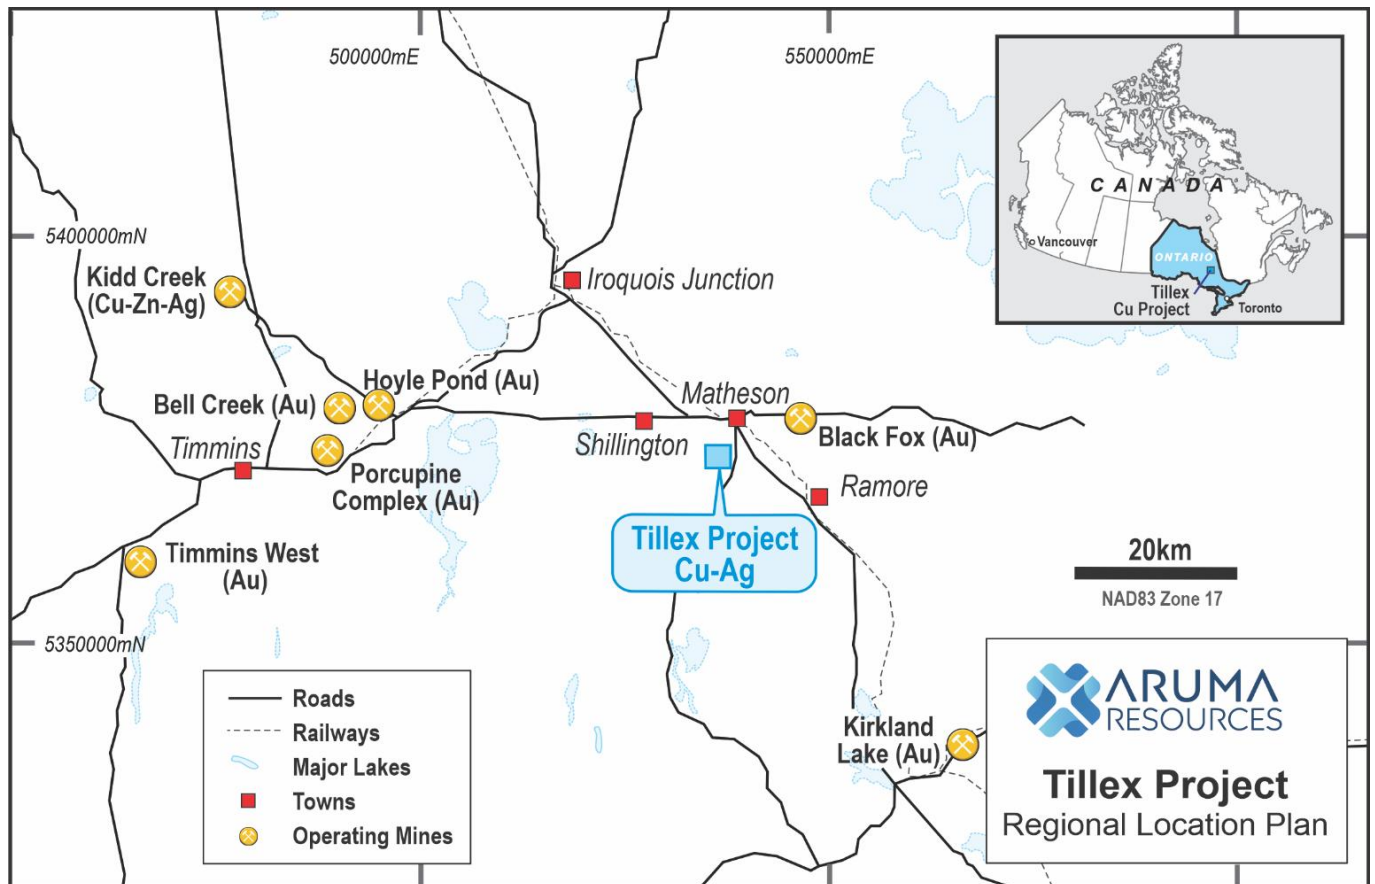 500000mE
550000mE
5400000mN
Kidd Creek
(Cu-Zn-Ag)
Iroquois Junction
CANADA
Vancouver
ONTARIO
Tillex
Cu Project
Toronto
Hoyle Pond (Au)
Bell Creek (Au)
Matheson
Timmins
Shillington
Black Fox (Au)
Porcupine
Complex (Au)
Ramore
Tillex Project
Cu-Ag
Timmins West
(Au)
20km
NAD83 Zone 17
5350000mN
Roads
Railways
Major Lakes
Towns
Operating Mines
Kirkland
Lake (Au)
ARUMA
RESOURCES
Tillex Project
Regional Location Plan